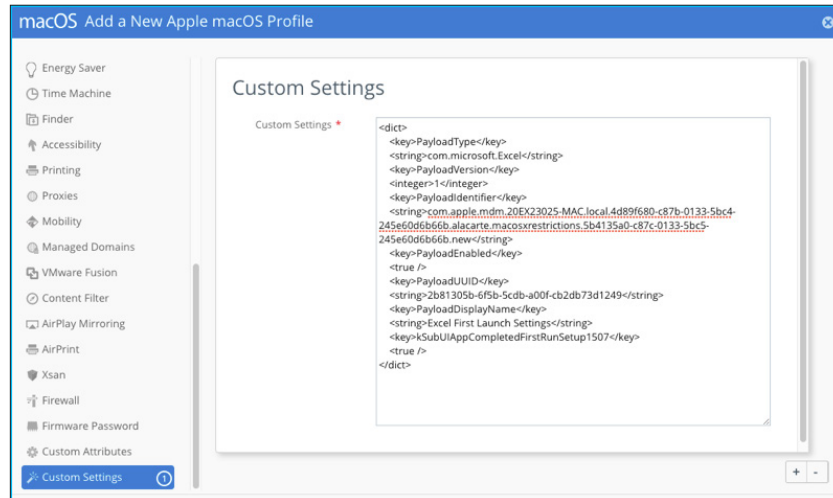 macOS Add a New Apple macOS Profile
Energy Saver
Time Machine
Finder
Accessibility
Printing
Proxies
Mobility
Managed Domains
VMware Fusion
Content Filter
AirPlay Mirroring
AirPrint
Xsan
Firewall
Firmware Password
Custom Attributes
Custom Settings 1
Custom Settings
Custom Settings *
<dict>
<key>PayloadType</key>
<string>com.microsoft.Excel</string>
<key>PayloadVersion</key>
<integer>1</integer>
<key>PayloadIdentifier</key>
<string>com.apple.mdm.20EX23025-MAC.local.4d89f680-c87b-0133-5bc4-
245e60d6b66b.alacarte.macosxrestrictions.5b4135a0-c87c-0133-5bc5-
245e60d6b66b.new</string>
<key>PayloadEnabled</key>
<true />
<key>PayloadUUID</key>
<string>2b81305b-6f5b-5cdb-a00f-cb2db73d1249</string>
<key>PayloadDisplayName</key>
<string>Excel First Launch Settings</string>
<key>kSubUIAppCompletedFirstRunSetup1507</key>
<true />
</dict>
+ -